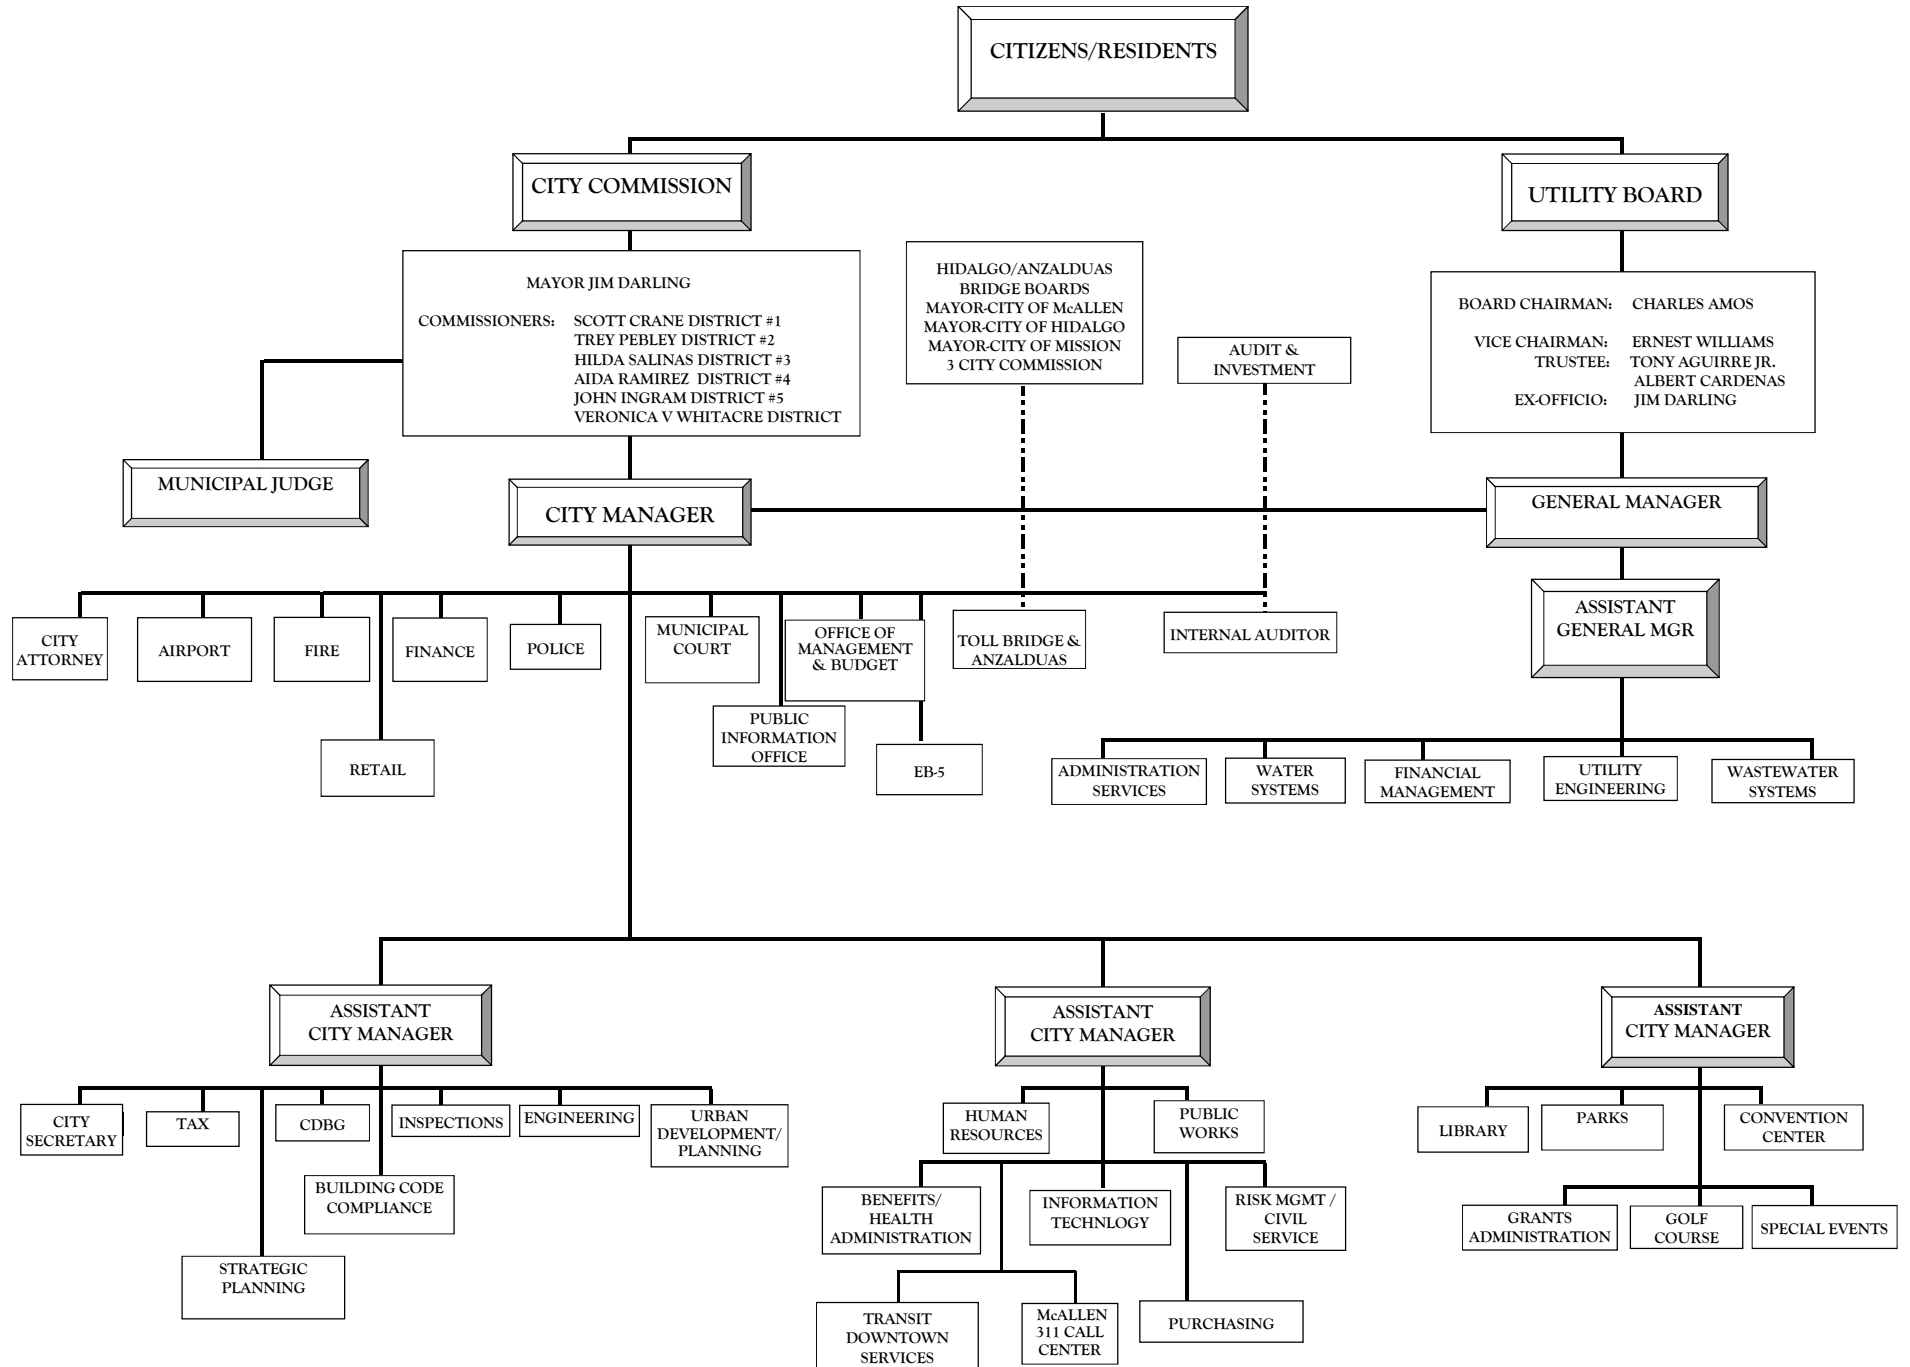 CITIZENS/RESIDENTS
CITY COMMISSION
UTILITY BOARD
MAYOR JIM DARLING
COMMISSIONERS: SCOTT CRANE DISTRICT #1
TREY PEBLEY DISTRICT #2
HILDA SALINAS DISTRICT #3
AIDA RAMIREZ DISTRICT #4
JOHN INGRAM DISTRICT #5
VERONICA V WHITACRE DISTRICT
HIDALGO/ANZALDUAS
BRIDGE BOARDS
MAYOR-CITY OF McALLEN
MAYOR-CITY OF HIDALGO
MAYOR-CITY OF MISSION
3 CITY COMMISSION
AUDIT &
INVESTMENT
BOARD CHAIRMAN: CHARLES AMOS
VICE CHAIRMAN: ERNEST WILLIAMS
TRUSTEE: TONY AGUIRRE JR.
ALBERT CARDENAS
EX-OFFICIO: JIM DARLING
MUNICIPAL JUDGE
CITY MANAGER
GENERAL MANAGER
ASSISTANT
GENERAL MGR
CITY
ATTORNEY
AIRPORT
FIRE
FINANCE
POLICE
MUNICIPAL
COURT
OFFICE OF
MANAGEMENT
& BUDGET
TOLL BRIDGE &
ANZALDUAS
INTERNAL AUDITOR
RETAIL
PUBLIC
INFORMATION
OFFICE
EB-5
ADMINISTRATION
SERVICES
WATER
SYSTEMS
FINANCIAL
MANAGEMENT
UTILITY
ENGINEERING
WASTEWATER
SYSTEMS
ASSISTANT
CITY MANAGER
ASSISTANT
CITY MANAGER
ASSISTANT
CITY MANAGER
CITY
SECRETARY
TAX
CDBG
INSPECTIONS
ENGINEERING
URBAN
DEVELOPMENT/
PLANNING
BUILDING CODE
COMPLIANCE
STRATEGIC
PLANNING
HUMAN
RESOURCES
PUBLIC
WORKS
BENEFITS/
HEALTH
ADMINISTRATION
INFORMATION
TECHNLOGY
RISK MGMT /
CIVIL
SERVICE
TRANSIT
DOWNTOWN
SERVICES
McALLEN
311 CALL
CENTER
PURCHASING
LIBRARY
PARKS
CONVENTION
CENTER
GRANTS
ADMINISTRATION
GOLF
COURSE
SPECIAL EVENTS